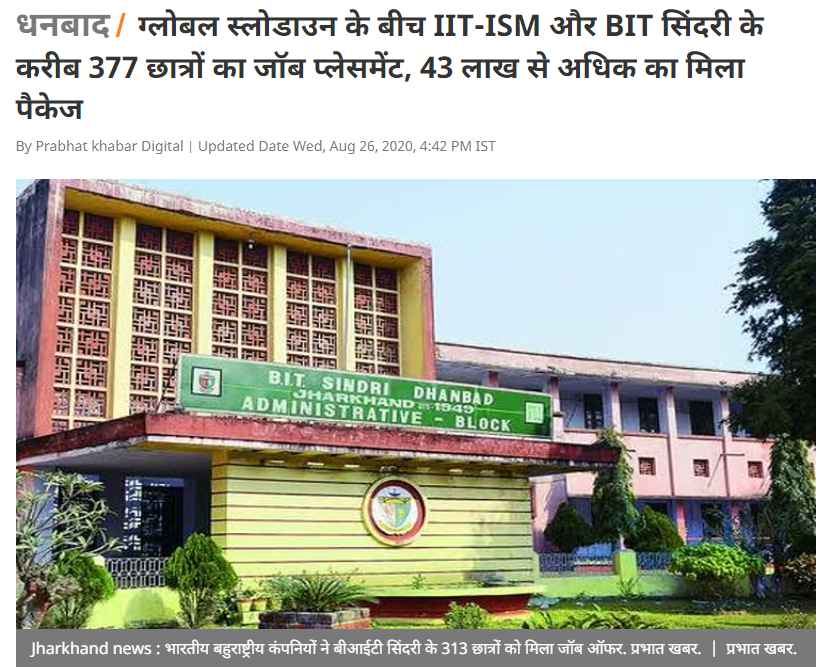 धनबाद / ग्लोबल स्लोडाउन के बीच IIT-ISM और BIT सिंदरी के
करीब 377 छात्रों का जॉब प्लेसमेंट, 43 लाख से अधिक का मिला
पैकेज
By Prabhat khabar Digital | Updated Date Wed, Aug 26, 2020, 4:42 PM IST
B.I.T. SINDRI DHANBAD
JHARKHAND 1949
ADMINISTRATIVE - BLOCK
Jharkhand news : भारतीय बहुराष्ट्रीय कंपनियों ने बीआईटी सिंदरी के 313 छात्रों को मिला जॉब ऑफर. प्रभात खबर. | प्रभात खबर.